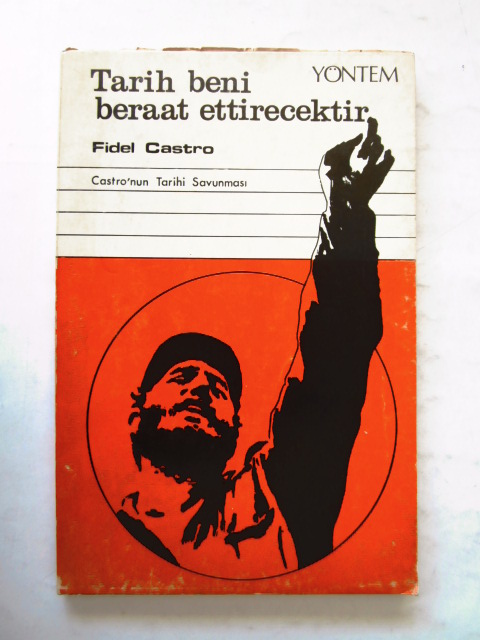 YÖNTEM
Tarih beni
beraat ettirecektir
Fidel Castro
Castro'nun Tarihi Savunması